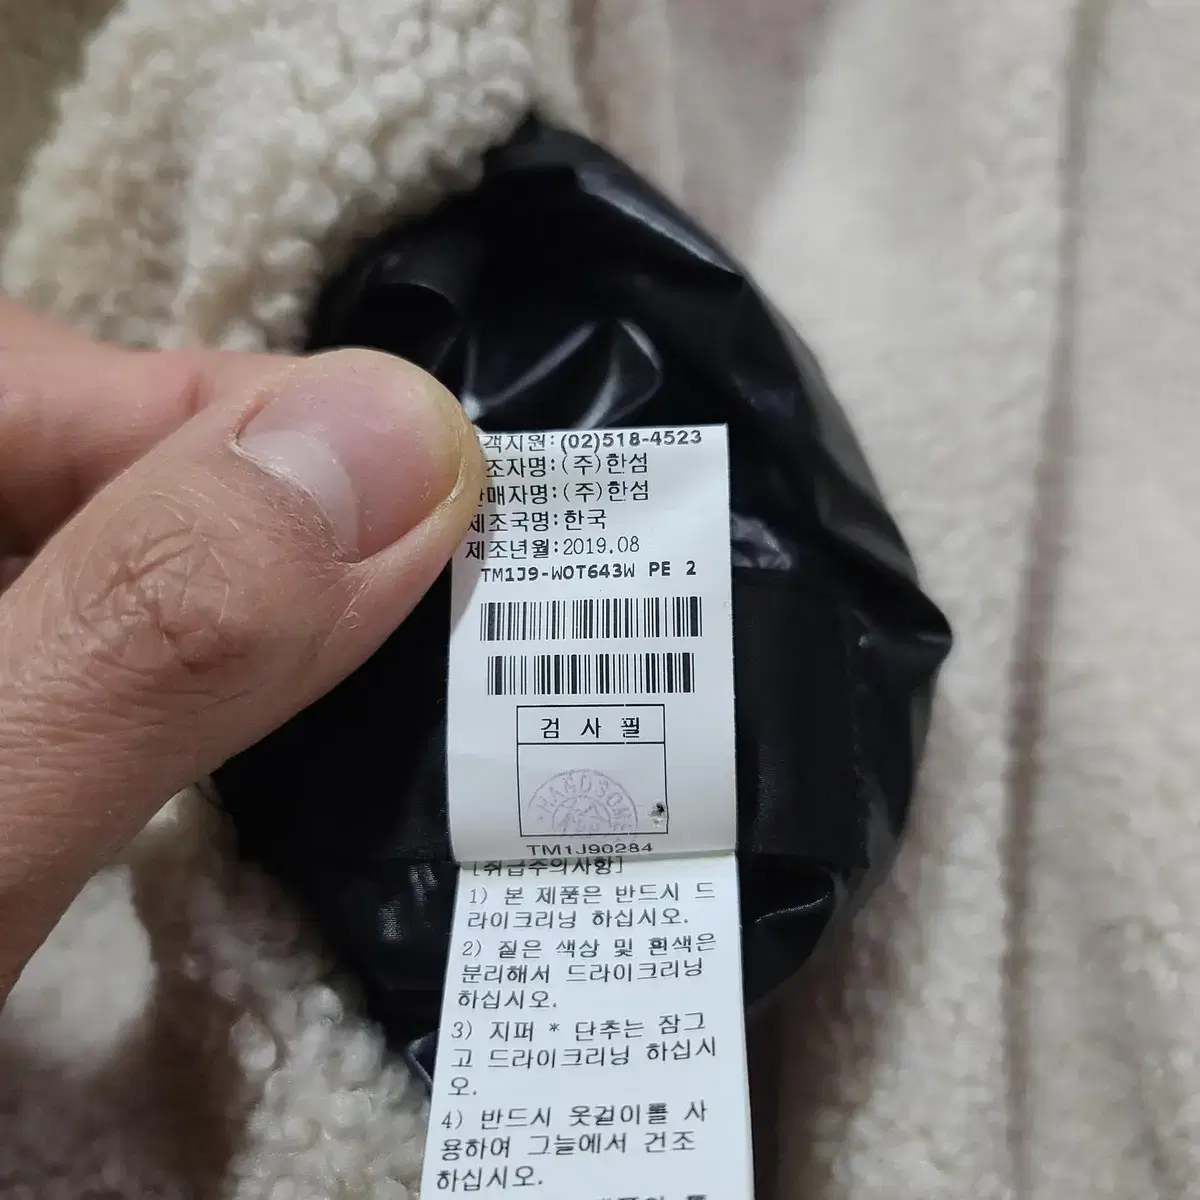 객지원:(02)518-4523
조자명:(주)한섬
판매자명:(주)한섬
제조국명:한국
제조년월:2019.08
TM1J9-WOT643W PE 2
검 사 필
HANDSOME
TM1J90284
[취급주의사항]
1) 본 제품은 반드시 드
라이크리닝 하십시오.
2) 짙은 색상 및 흰색은
분리해서 드라이크리닝
하십시오.
3) 지퍼 * 단추는 잠그
고 드라이크리닝 하십시
오.
4) 반드시 옷걸이를 사
용하여 그늘에서 건조
하십시오.